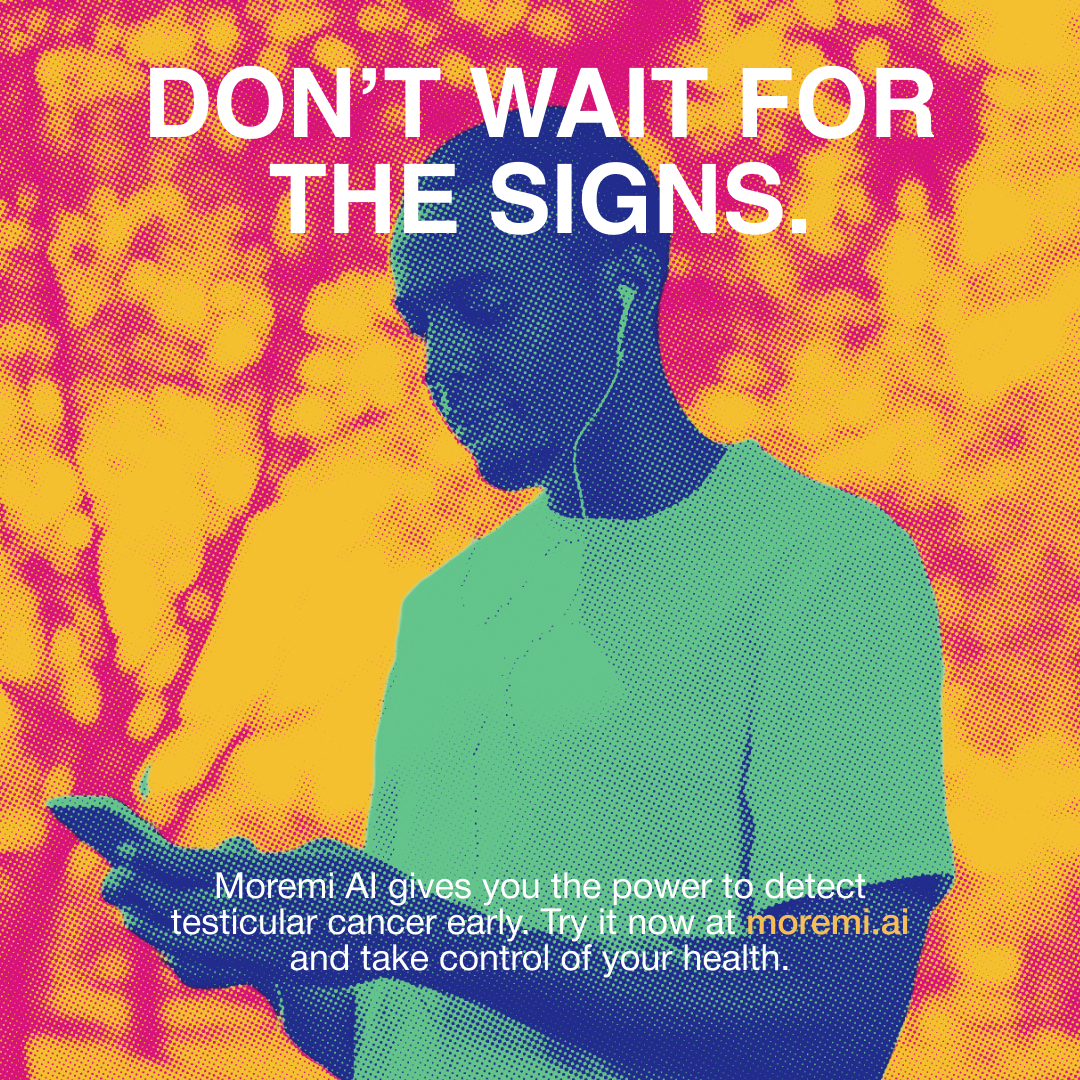 DON’T WAIT FOR
THE SIGNS.
Moremi AI gives you the power to detect
testicular cancer early. Try it now at moremi.ai
and take control of your health.